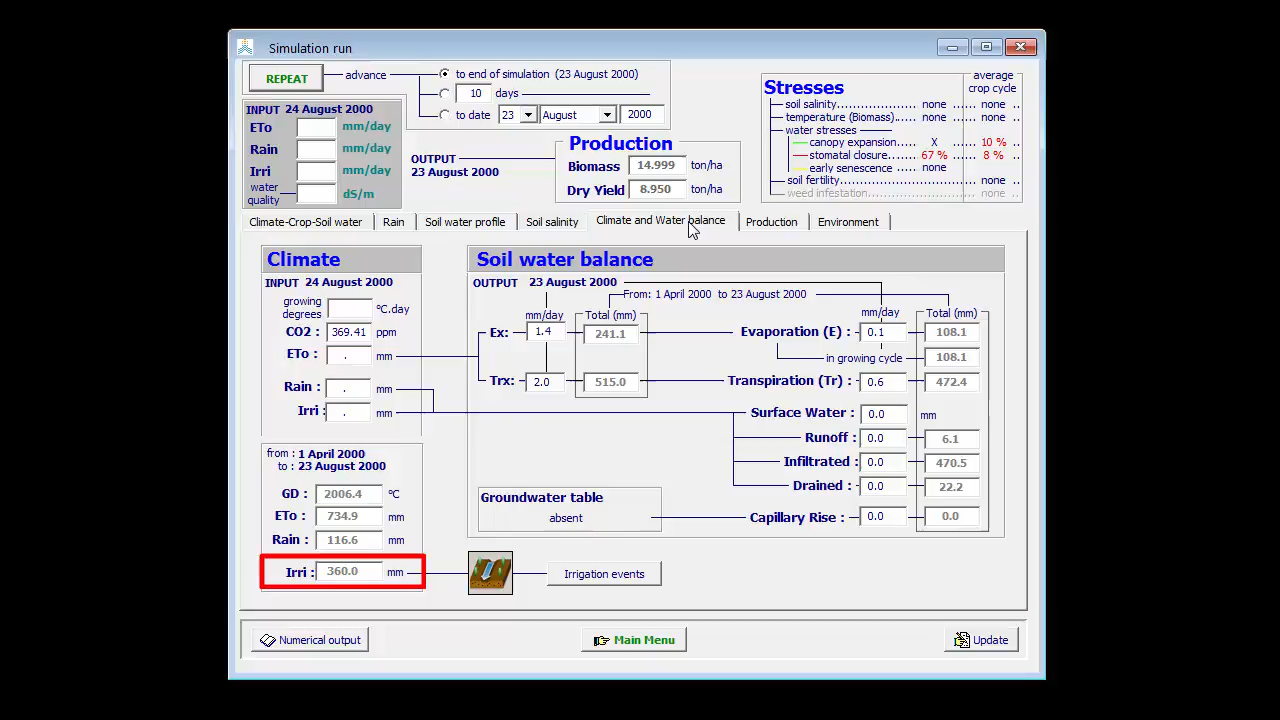 Simulation run
REPEAT
advance
to end of simulation (23 August 2000)
10 days
to date 23 August 2000
INPUT 24 August 2000
ETo mm/day
Rain mm/day
Irri mm/day
water quality dS/m
OUTPUT
23 August 2000
Production
Biomass 14.999 ton/ha
Dry Yield 8.950 ton/ha
Stresses average crop cycle
soil salinity none none
temperature (Biomass) none none
water stresses
canopy expansion X 10 %
stomatal closure 67 % 8 %
early senescence none
soil fertility none none
weed infestation none
Climate-Crop-Soil water Rain Soil water profile Soil salinity Climate and Water balance Production Environment
Climate
INPUT 24 August 2000
growing degrees °C.day
CO2 : 369.41 ppm
ETo : . mm
Rain : . mm
Irri : . mm
from : 1 April 2000
to : 23 August 2000
GD : 2006.4 °C
ETo : 734.9 mm
Rain : 116.6 mm
Irri : 360.0 mm
Soil water balance
OUTPUT 23 August 2000
From: 1 April 2000 to 23 August 2000
mm/day Total (mm) mm/day Total (mm)
Ex: 1.4 241.1 Evaporation (E) : 0.1 108.1
in growing cycle 108.1
Trx: 2.0 515.0 Transpiration (Tr) : 0.6 472.4
Surface Water : 0.0 mm
Runoff : 0.0 6.1
Infiltrated : 0.0 470.5
Drained : 0.0 22.2
Groundwater table
absent
Capillary Rise : 0.0 0.0
Irrigation events
Numerical output
Main Menu
Update